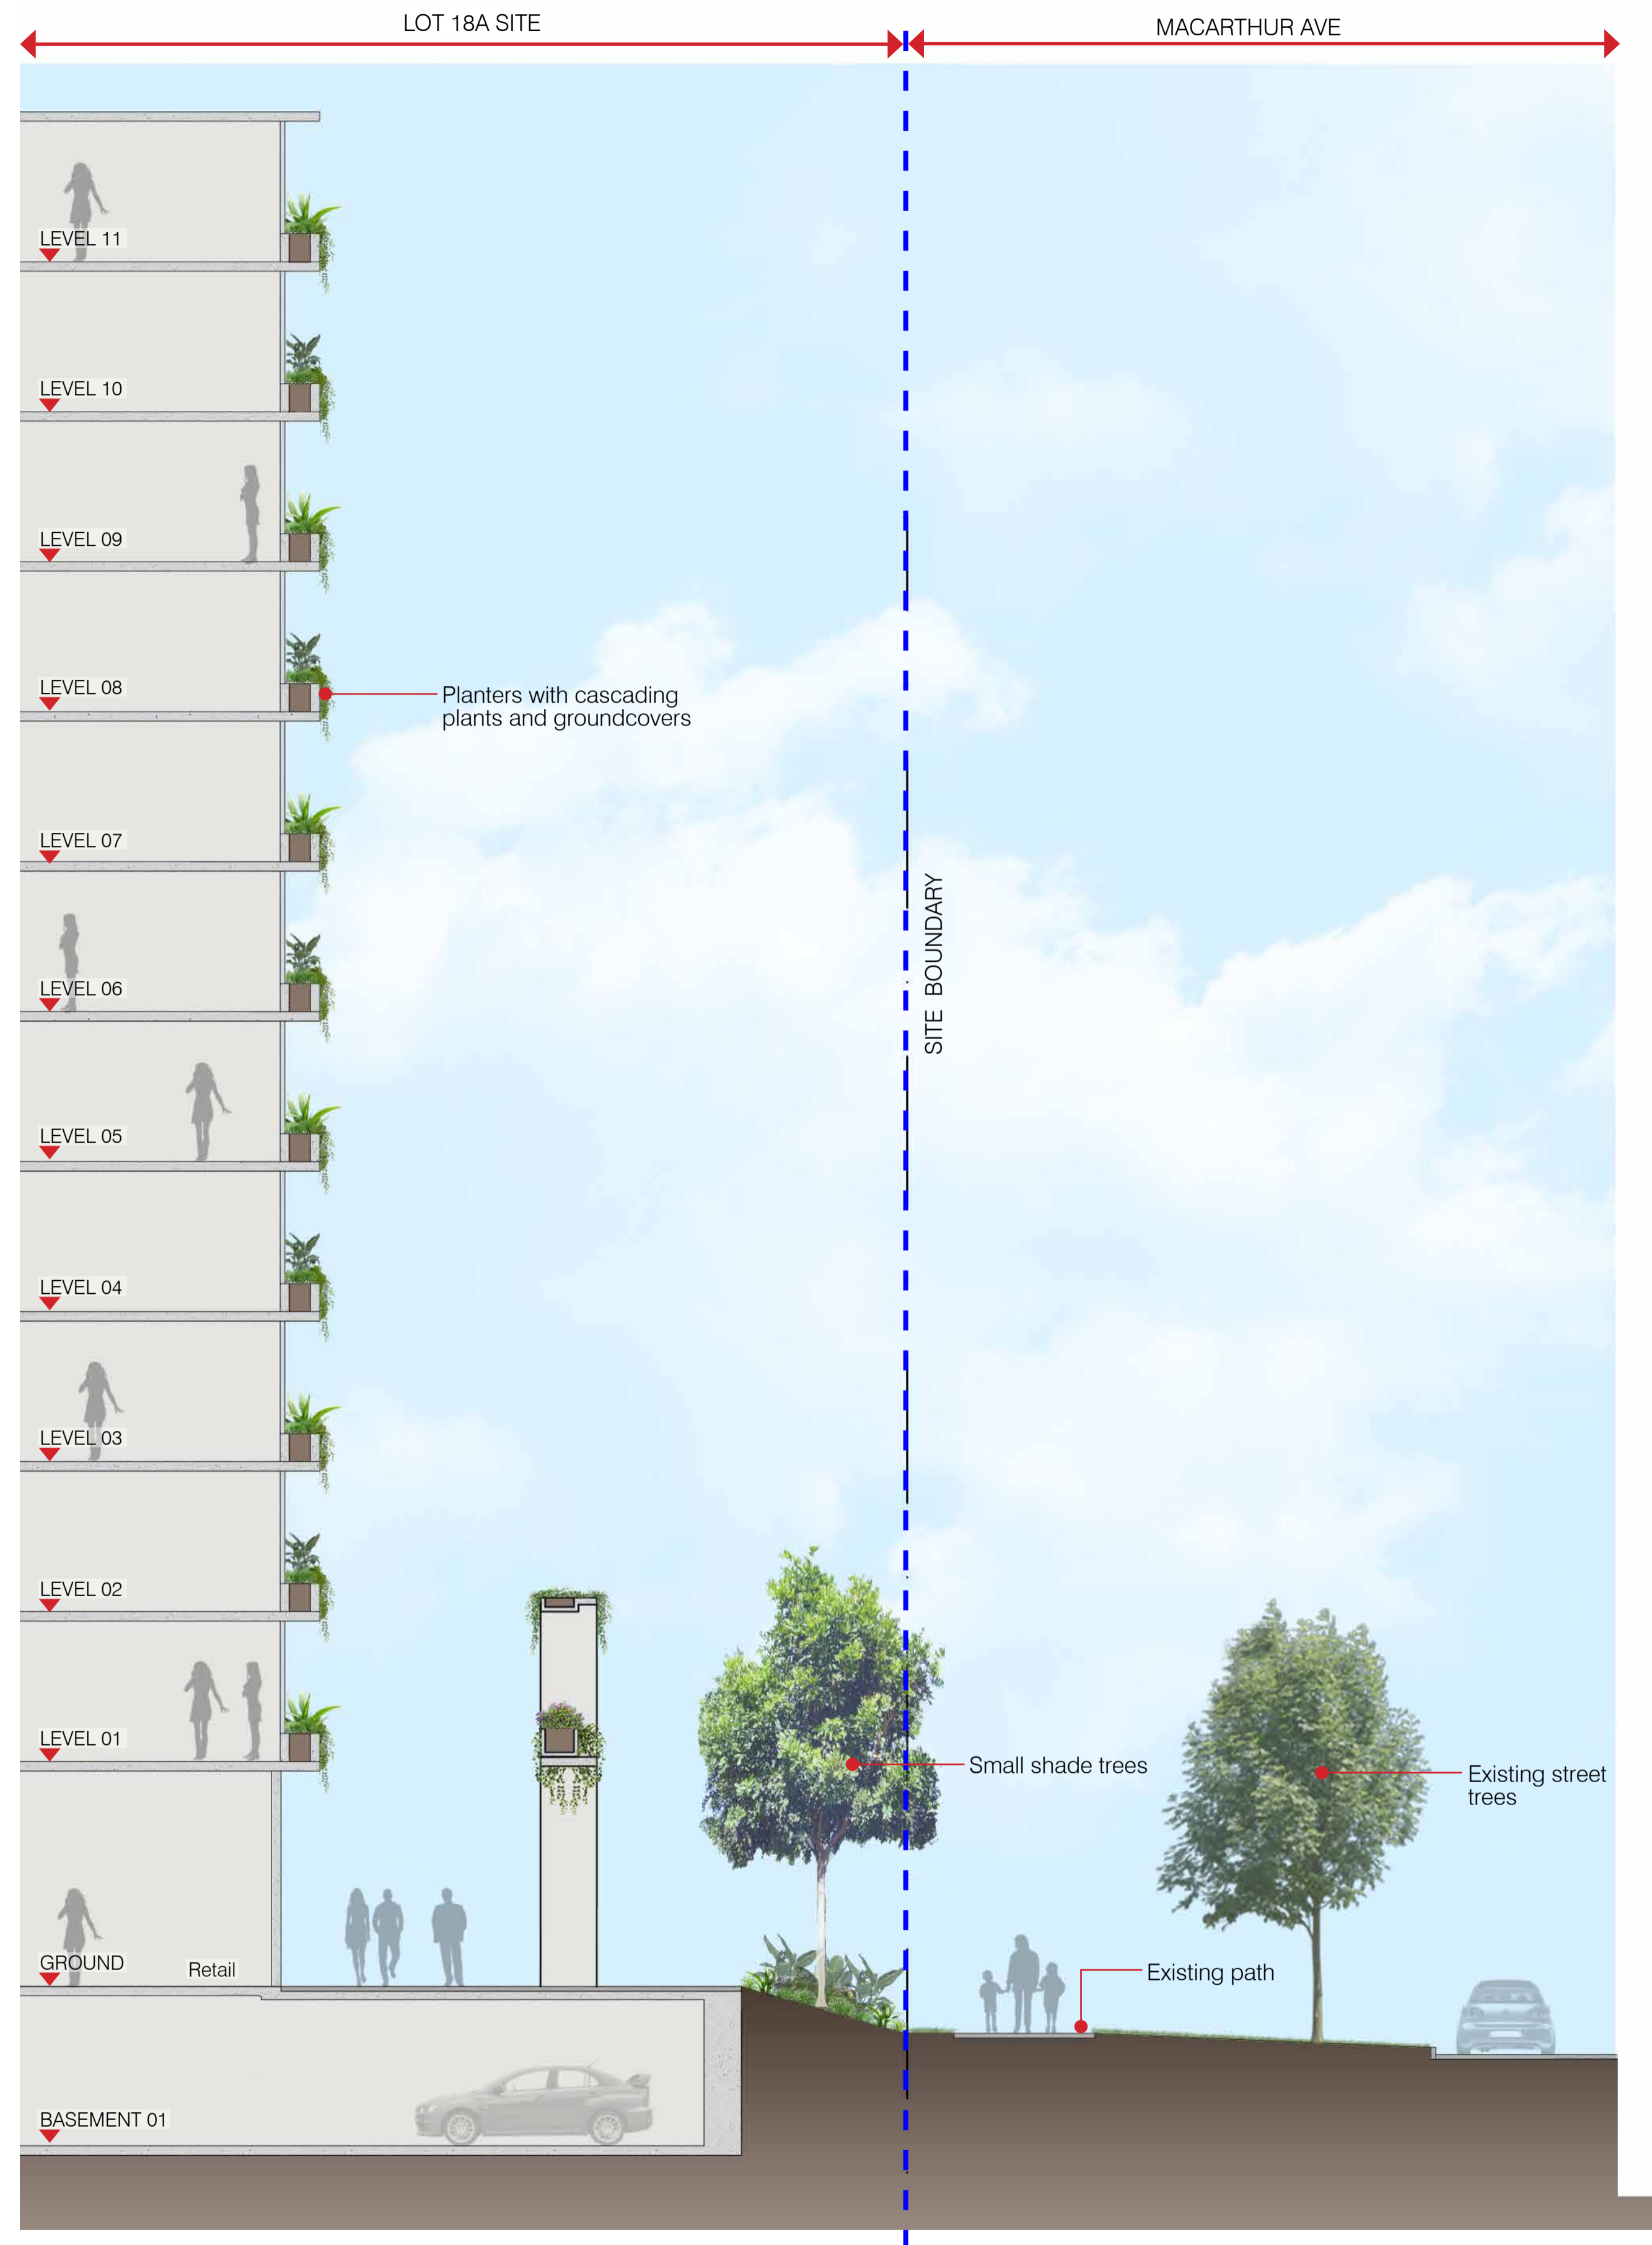 LOT 18A SITE
MACARTHUR AVE
LEVEL 11
LEVEL 10
LEVEL 09
LEVEL 08
Planters with cascading
plants and groundcovers
LEVEL 07
SITE BOUNDARY
LEVEL 06
LEVEL 05
LEVEL 04
LEVEL 03
LEVEL 02
LEVEL 01
Small shade trees
Existing street
trees
GROUND
Retail
Existing path
BASEMENT 01